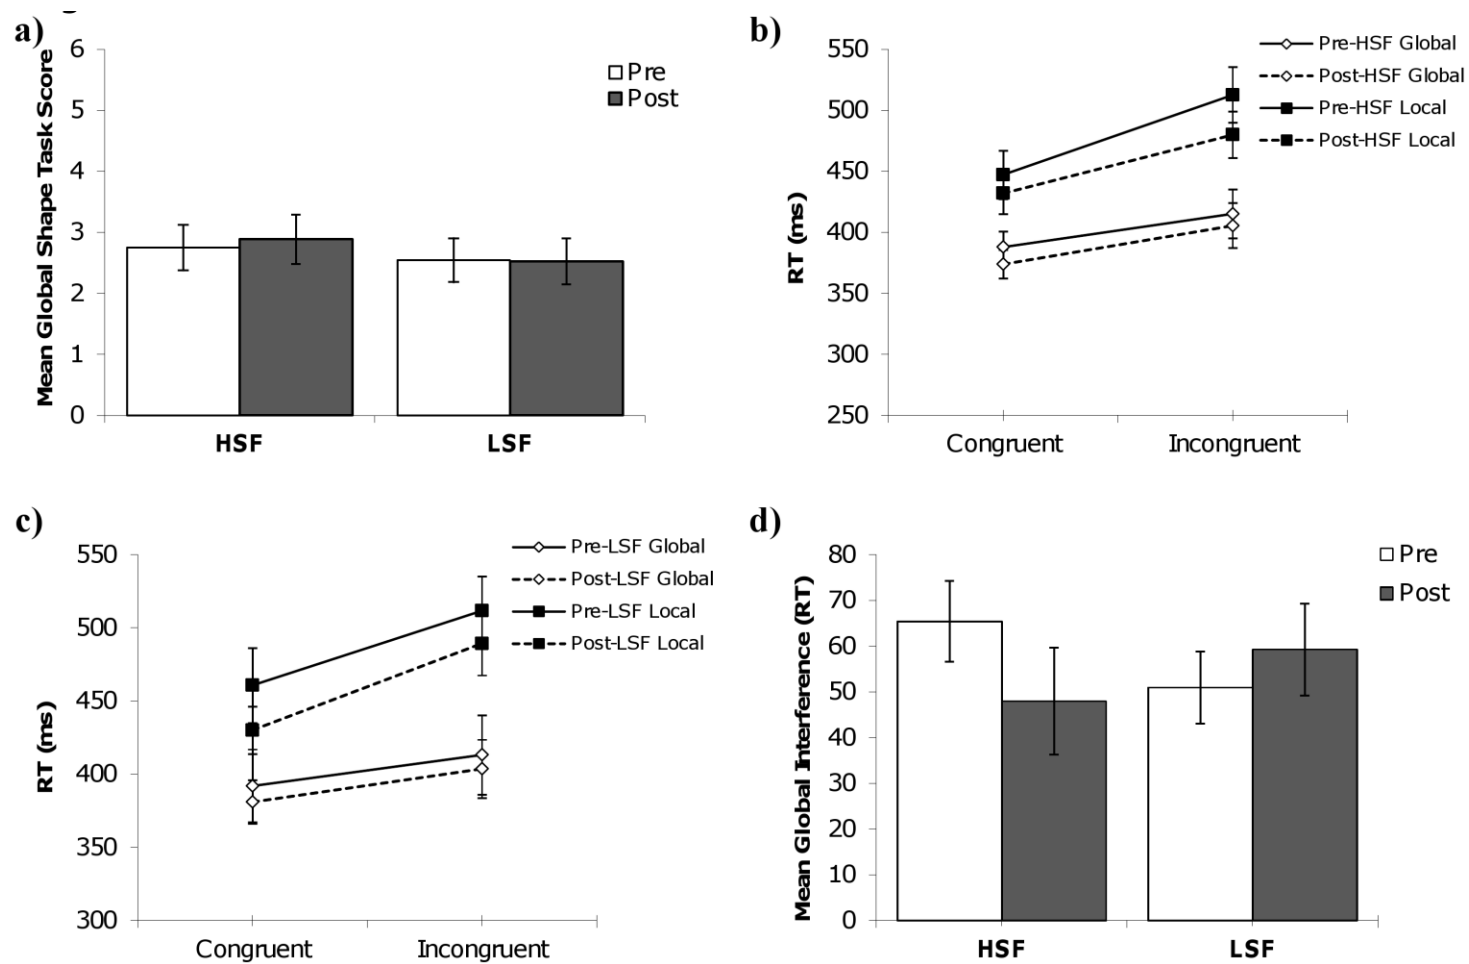 a)
Mean Global Shape Task Score
6
5
4
3
2
1
0
Pre
Post
HSF
LSF
b)
RT (ms)
550
500
450
400
350
300
250
Pre-HSF Global
Post-HSF Global
Pre-HSF Local
Post-HSF Local
Congruent
Incongruent
c)
RT (ms)
550
500
450
400
350
300
Pre-LSF Global
Post-LSF Global
Pre-LSF Local
Post-LSF Local
Congruent
Incongruent
d)
Mean Global Interference (RT)
80
70
60
50
40
30
20
10
0
Pre
Post
HSF
LSF